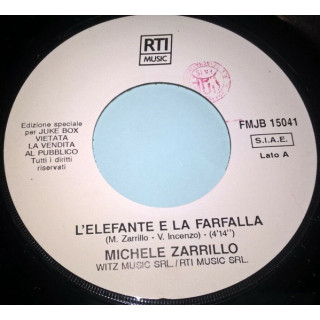 RTI
MUSIC
Edizione speciale
per JUKE BOX
VIETATA
LA VENDITA
AL PUBBLICO
Tutti i diritti
riservati
FMJB 15041
S.I.A.E.
Lato A
L'ELEFANTE E LA FARFALLA
(M. Zarrillo - V. Incenzo) - (4'14'')
MICHELE ZARRILLO
WITZ MUSIC SRL./RTI MUSIC SRL.